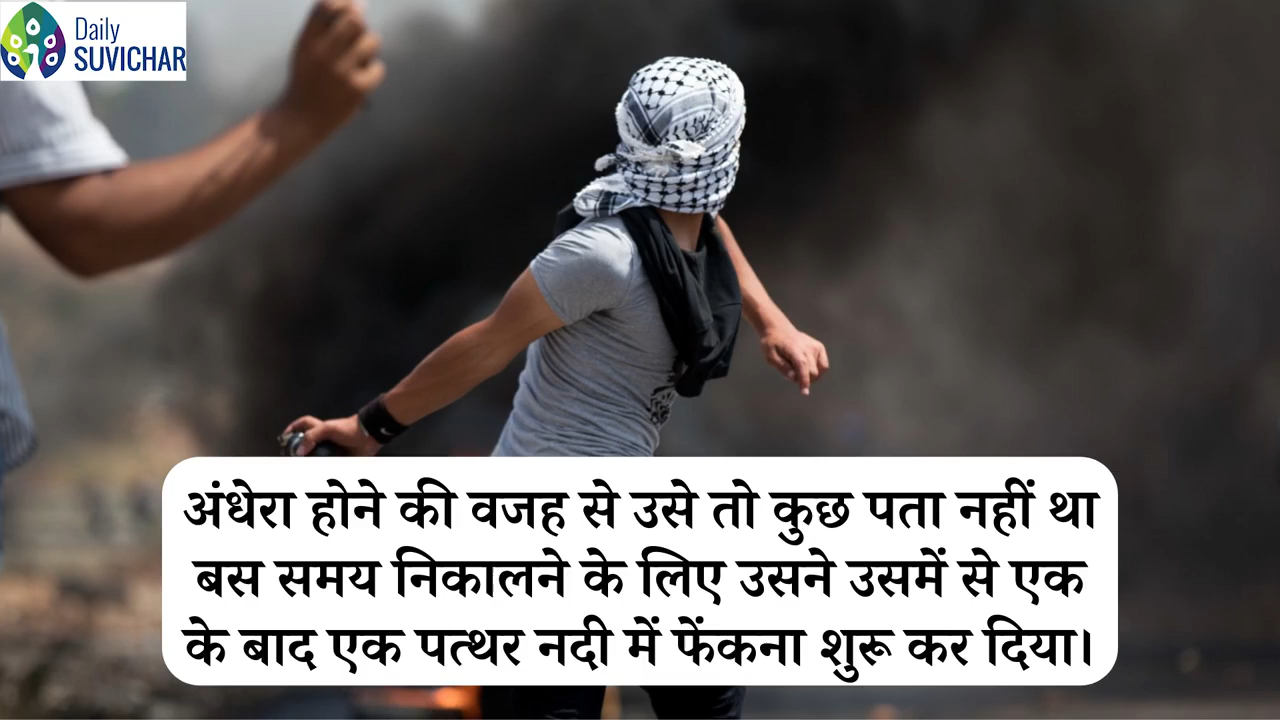 Daily
SUVICHAR
अंधेरा होने की वजह से उसे तो कुछ पता नहीं था
बस समय निकालने के लिए उसने उसमें से एक
के बाद एक पत्थर नदी में फेंकना शुरू कर दिया।